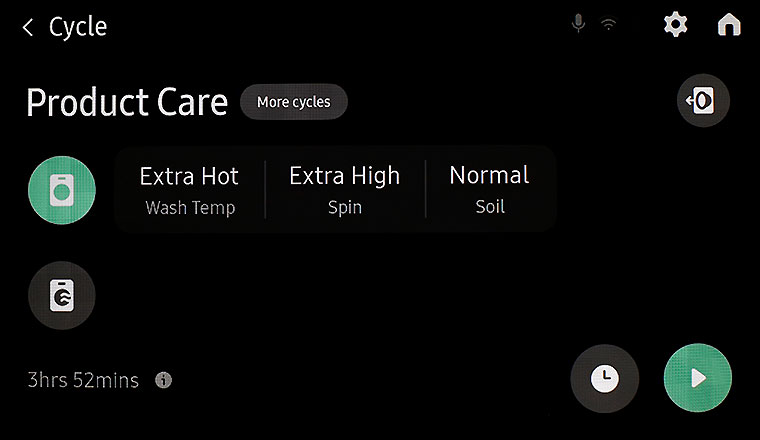 Cycle
Product Care
More cycles
Extra Hot
Wash Temp
Extra High
Spin
Normal
Soil
3hrs 52mins